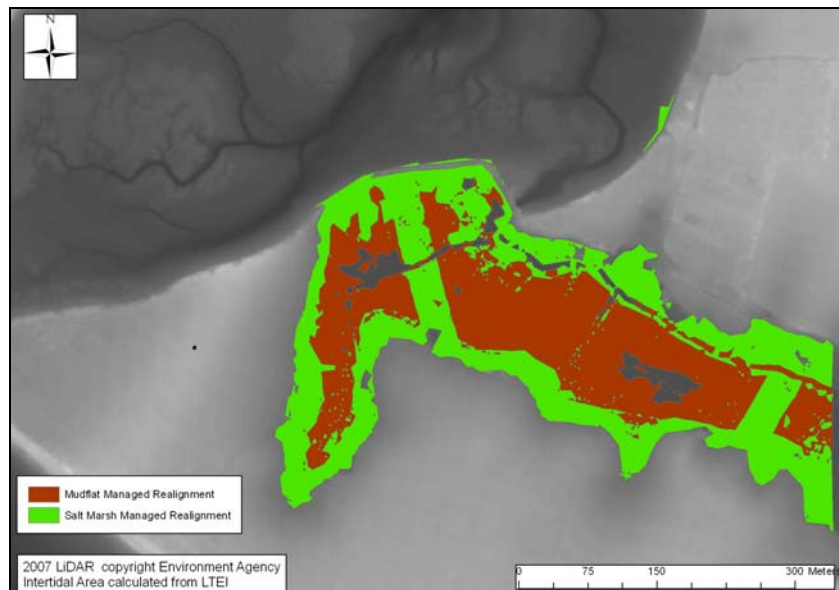 N
Mudflat Managed Realignment
Salt Marsh Managed Realignment
2007 LiDAR copyright Environment Agency
Intertidal Area calculated from LTEI
0 75 150 300 Meters